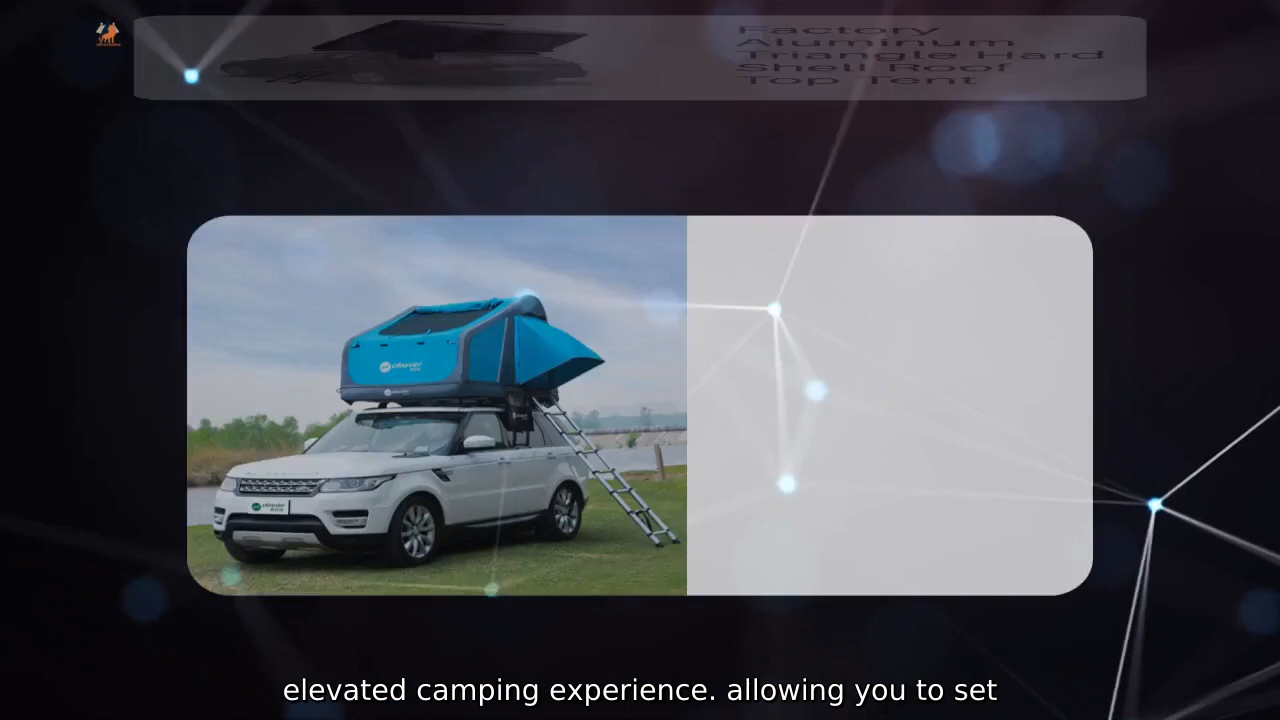 Factory
Aluminum
Triangle Hard
Shell Roof
Top Tent
elevated camping experience. allowing you to set